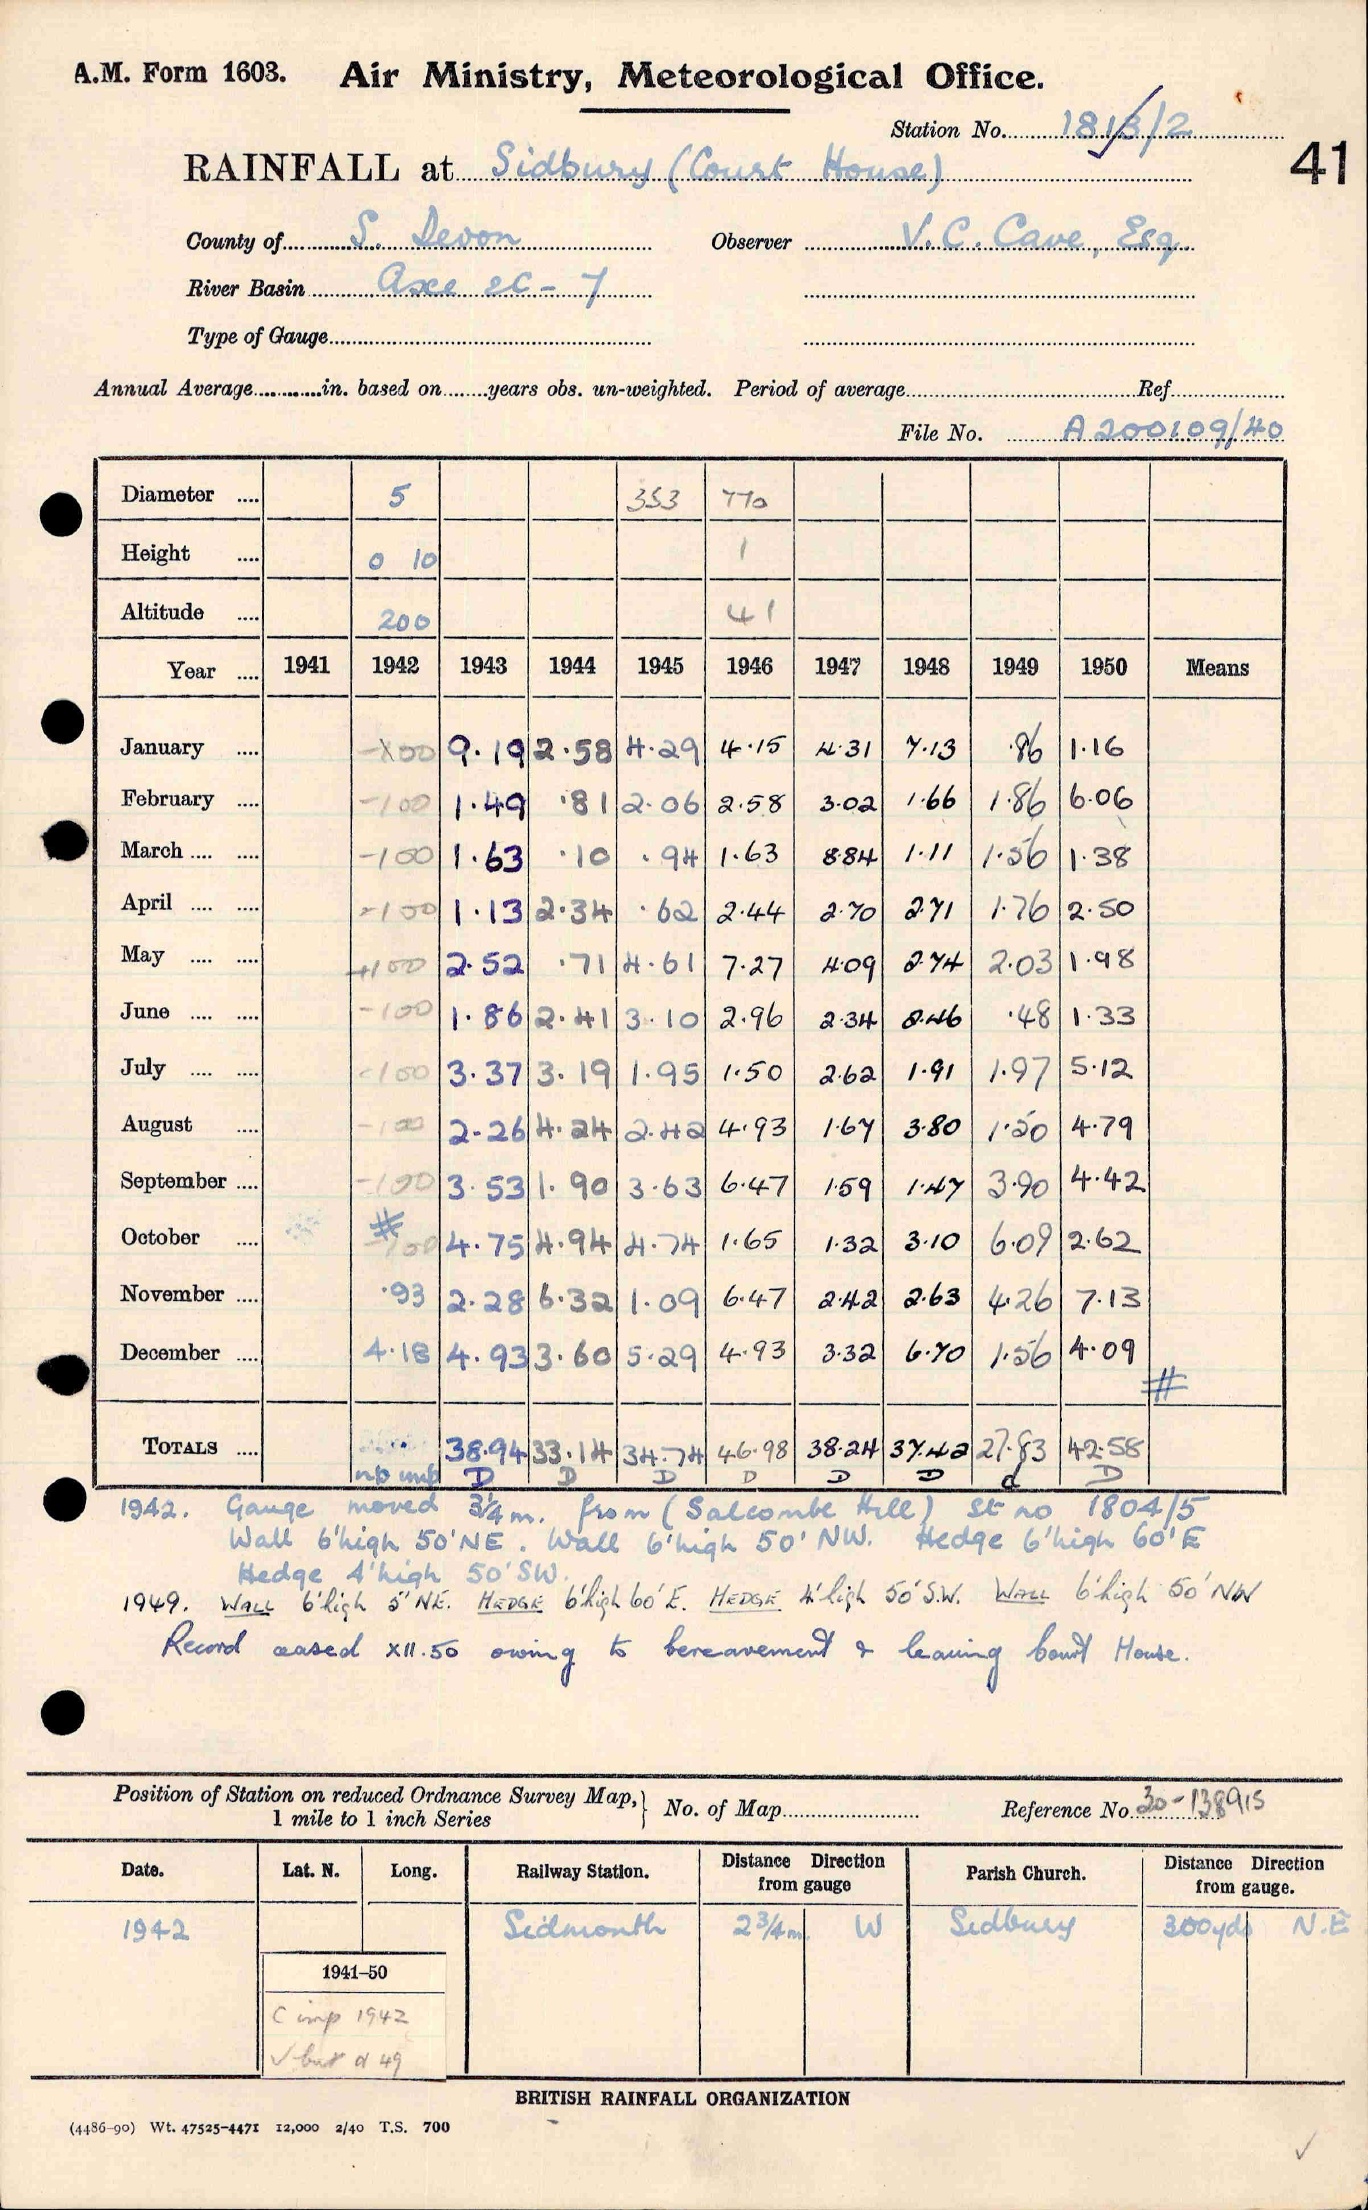 A.M. Form 1603. Air Ministry, Meteorological Office.
Station No. 1813/2
41
RAINFALL at Sidbury (Court House)
County of S. Devon Observer V.C. Cave, Esq.
River Basin Axe &c - 7
Type of Gauge
Annual Average in. based on years obs. un-weighted. Period of average Ref
File No. A200109/40
Diameter 5 353 770
Height 0 10 1
Altitude 200 41
Year 1941 1942 1943 1944 1945 1946 1947 1948 1949 1950 Means
January -100 9.19 2.58 4.29 4.15 4.31 7.13 .86 1.16
February -100 1.49 .81 2.06 2.58 3.02 1.66 1.86 6.06
March -100 1.63 .10 .94 1.63 8.84 1.11 1.56 1.38
April -100 1.13 2.34 .62 2.44 2.70 2.71 1.76 2.50
May -100 2.52 .71 4.61 7.27 4.09 2.74 2.03 1.98
June -100 1.86 2.41 3.10 2.96 2.34 2.46 .48 1.33
July -100 3.37 3.19 1.95 1.50 2.62 1.91 1.97 5.12
August -100 2.26 4.24 2.42 4.93 1.67 3.80 1.50 4.79
September -100 3.53 1.90 3.63 6.47 1.59 1.47 3.90 4.42
October # -100 4.75 4.94 4.74 1.65 1.32 3.10 6.09 2.62
November .93 2.28 6.32 1.09 6.47 2.42 2.63 4.26 7.13
December 4.18 4.93 3.60 5.29 4.93 3.32 6.70 1.56 4.09
#
TOTALS 38.94 33.14 34.74 46.98 38.24 37.42 27.83 42.58
np imp D D D D D D d D
1942. Gauge moved 3¼ m. from (Salcombe Hill) St no 1804/5
Wall 6' high 50' NE. Wall 6' high 50' NW. Hedge 6' high 60' E
Hedge 4' high 50' SW.
1949. WALL 6' high 5' NE. HEDGE 6' high 60' E. HEDGE 4' high 50' S.W. WALL 6' high 50' NW
Record ceased XII.50 owing to bereavement & leaving Court House.
Position of Station on reduced Ordnance Survey Map, 1 mile to 1 inch Series No. of Map Reference No. 30-138915
Date. Lat. N. Long. Railway Station. Distance Direction from gauge Parish Church. Distance Direction from gauge.
1942 Sidmouth 2¾ m. W Sidbury 300 yds N.E
1941-50
C imp 1942
✓ but d 49
BRITISH RAINFALL ORGANIZATION
(4486-90) Wt. 47525-4471 12,000 2/40 T.S. 700